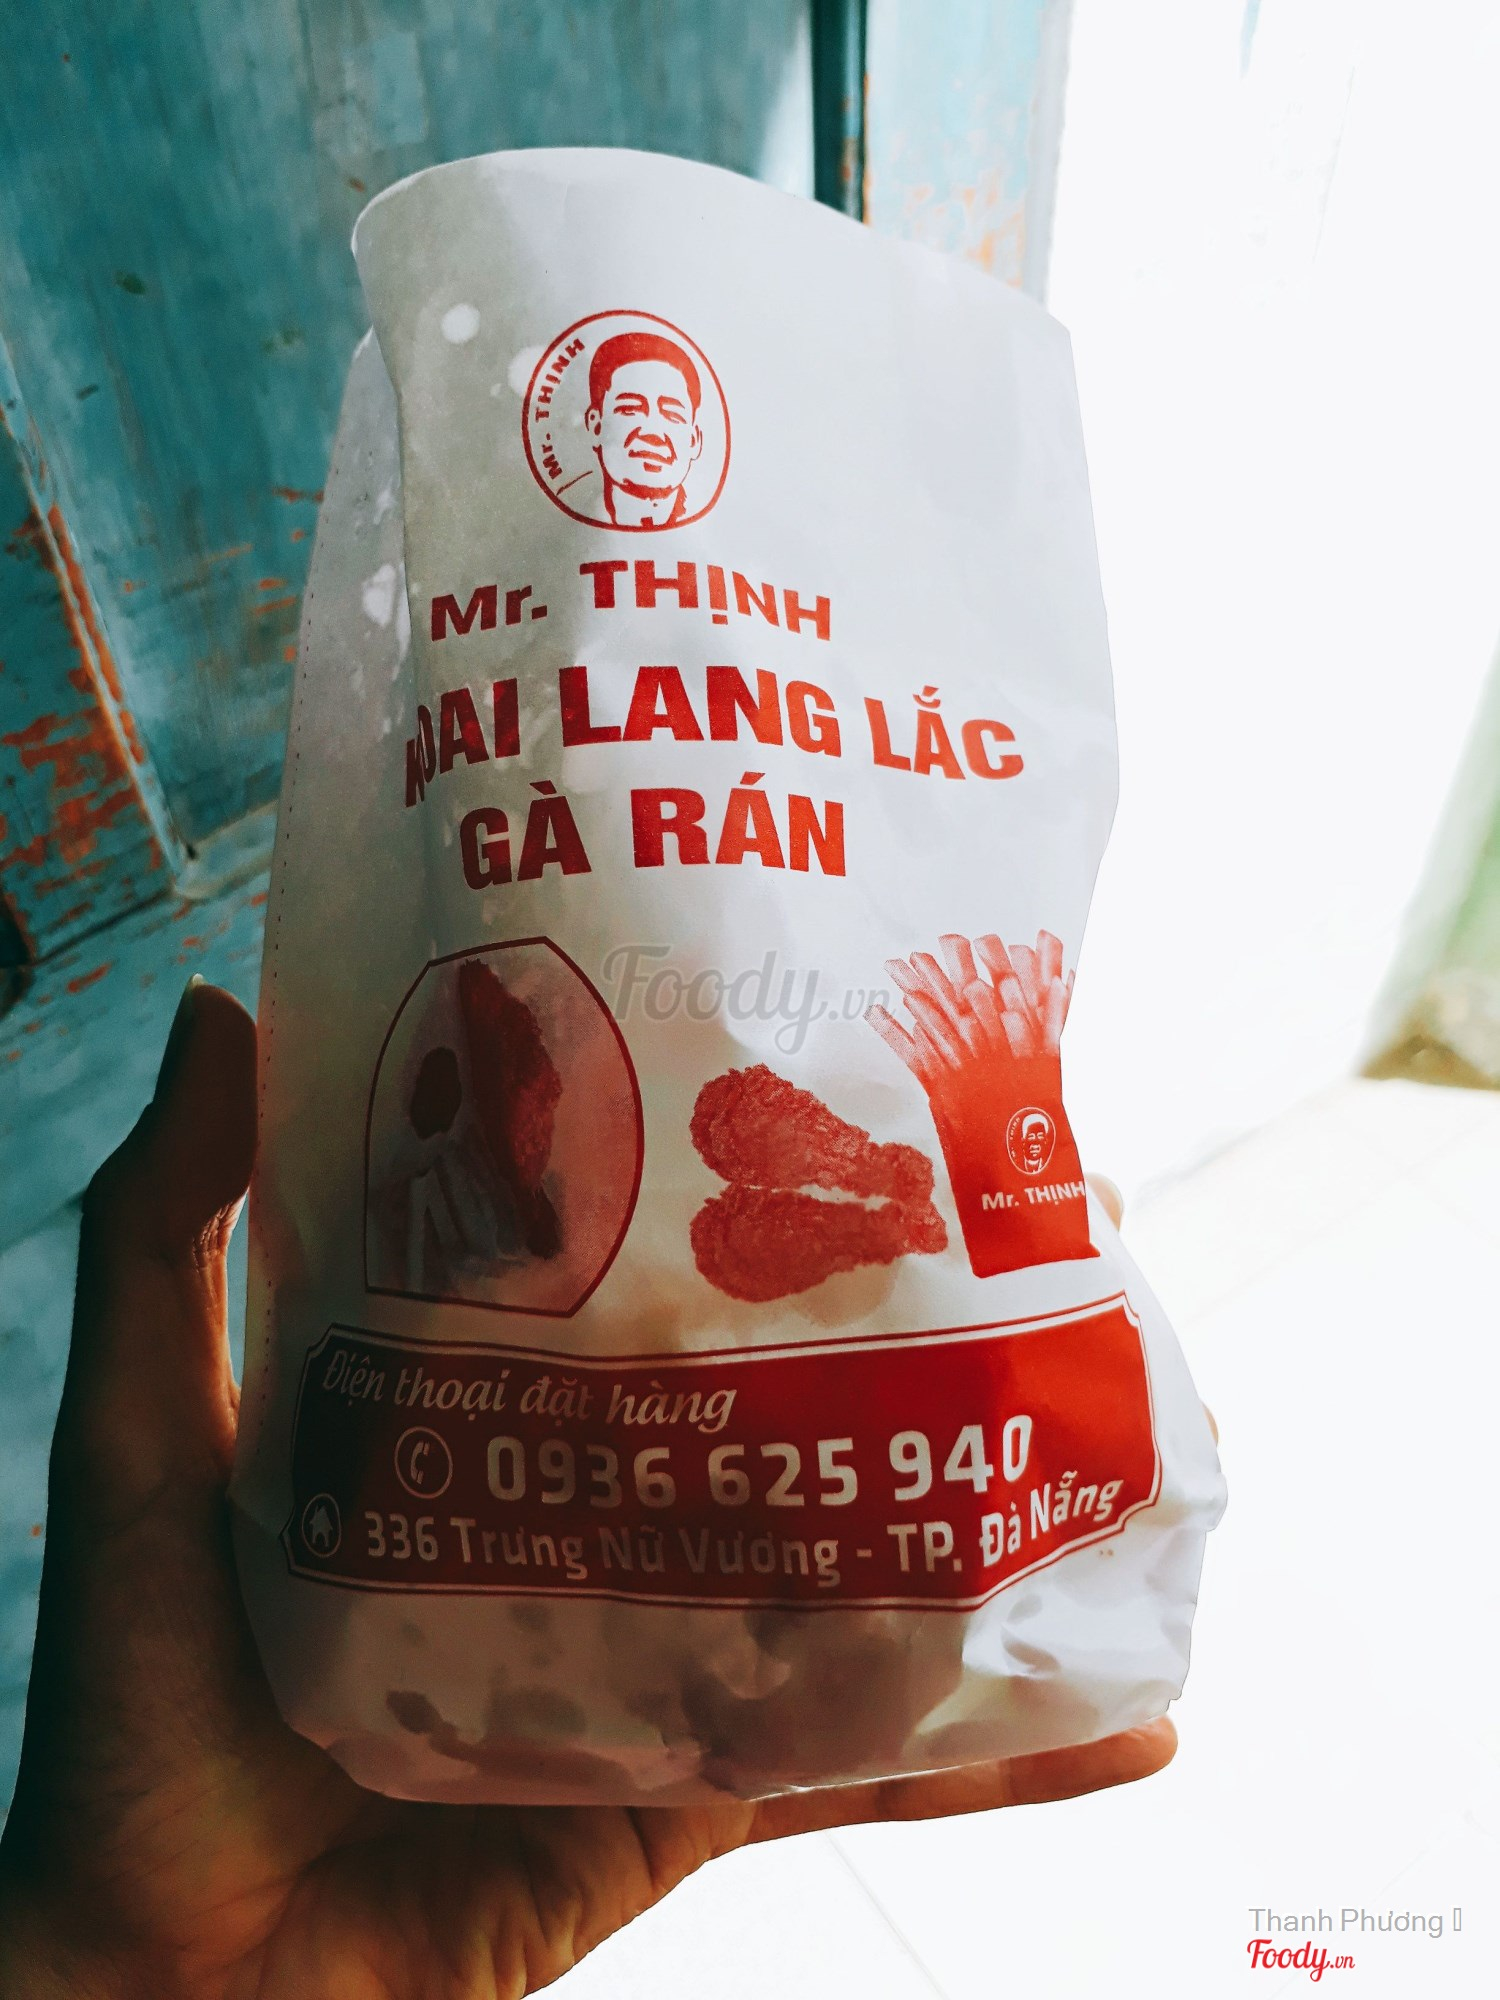 Mr. THỊNH
Mr. THỊNH
KHOAI LANG LẮC
GÀ RÁN
Foody.vn
Mr. THỊNH
Điện thoại đặt hàng
0936 625 940
336 Trưng Nữ Vương - TP. Đà Nẵng
Thanh Phương
Foody.vn